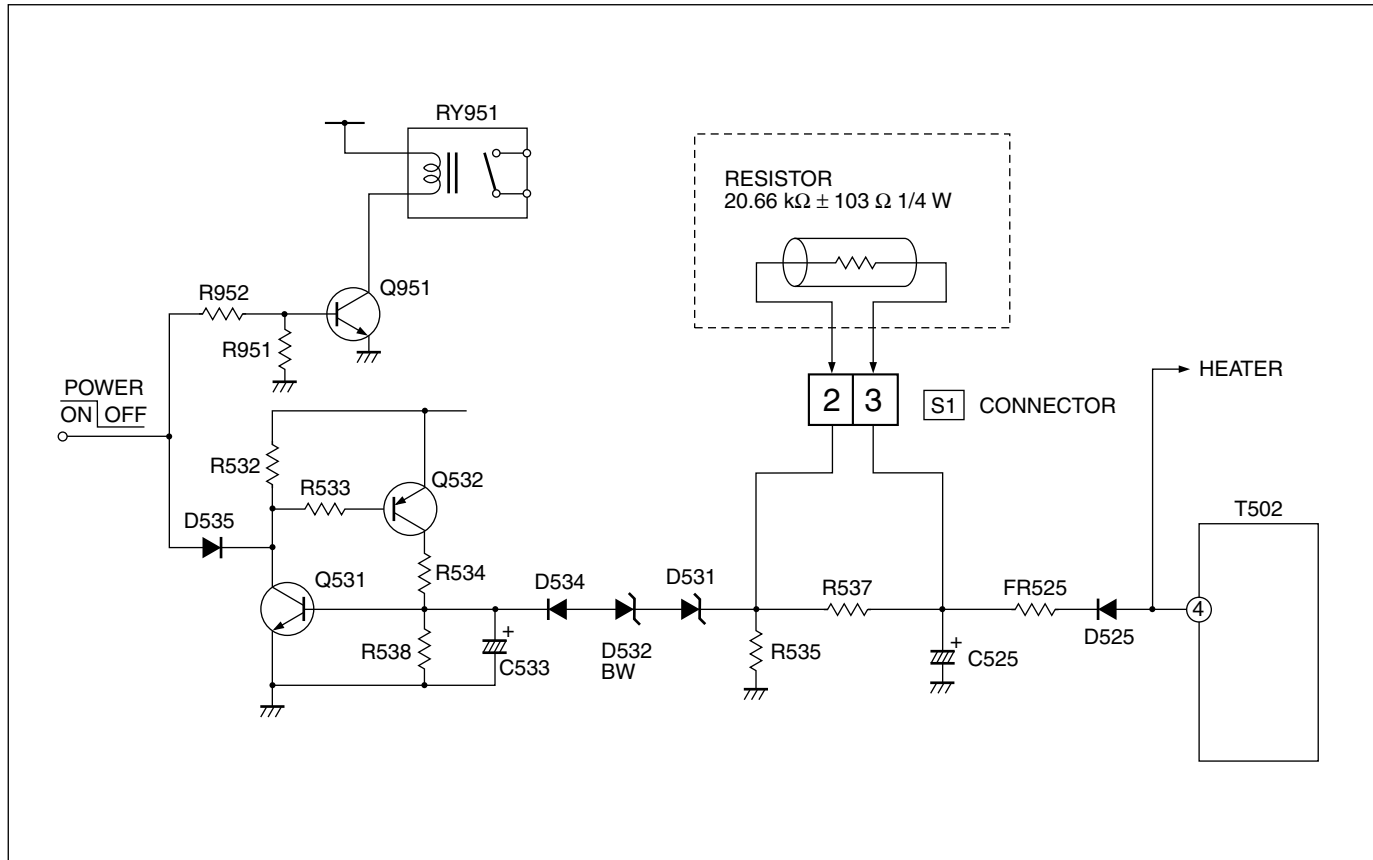 RY951
RESISTOR
20.66 kΩ ± 103 Ω 1/4 W
R952
Q951
R951
POWER
ON OFF
HEATER
2 3
S1 CONNECTOR
R532
R533
Q532
T502
D535
Q531
R534
D534
D531
R537
FR525
4
D525
R538
C533
+
D532
BW
R535
+
C525